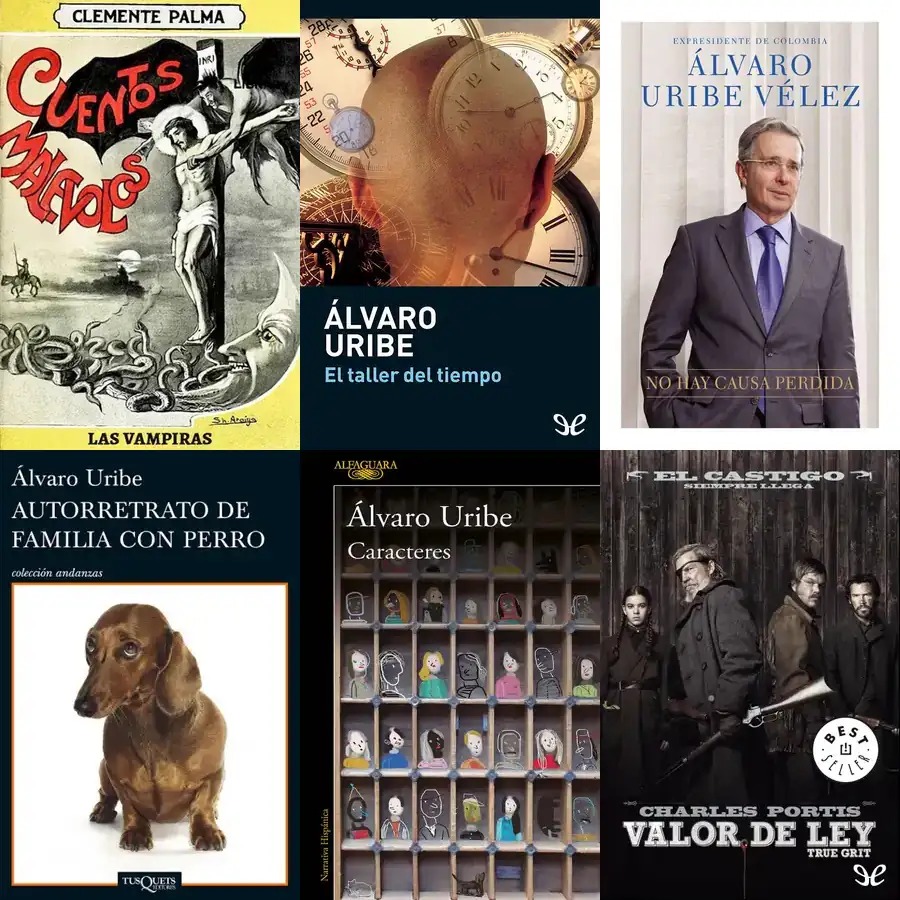 CLEMENTE PALMA
CUENTOS
MALÉVOLOS
INRI
Sh. Araiya
LAS VAMPIRAS
ÁLVARO
URIBE
El taller del tiempo
EXPRESIDENTE DE COLOMBIA
ÁLVARO
URIBE VÉLEZ
NO HAY CAUSA PERDIDA
Álvaro Uribe
AUTORRETRATO DE
FAMILIA CON PERRO
colección andanzas
TUSQUETS
EDITORES
ALFAGUARA
Álvaro Uribe
Caracteres
Narrativa Hispánica
EL CASTIGO
SIEMPRE LLEGA
BEST
SELLER
CHARLES PORTIS
VALOR DE LEY
TRUE GRIT